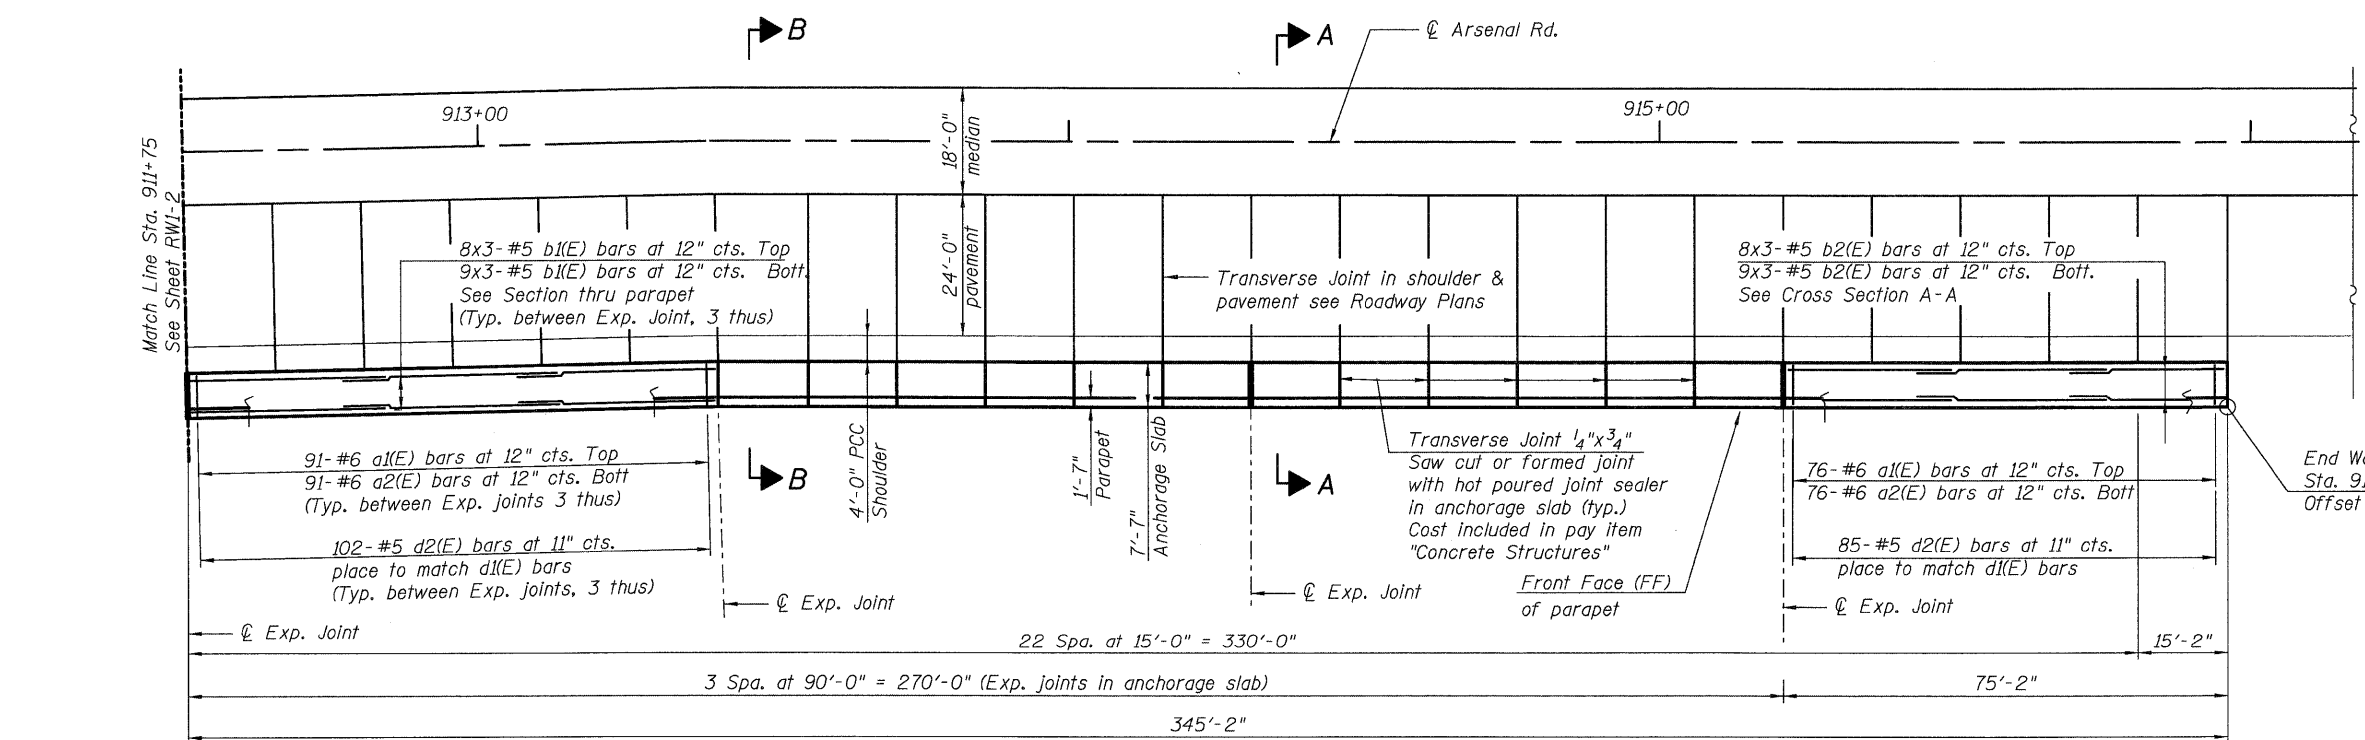 B
A
℄ Arsenal Rd.
913+00
915+00
18'-0"
median
Match Line Sta. 911+75
See Sheet RW1-2
24'-0"
pavement
8x3-#5 b1(E) bars at 12" cts. Top
9x3-#5 b1(E) bars at 12" cts. Bott.
See Section thru parapet
(Typ. between Exp. Joint, 3 thus)
Transverse Joint in shoulder &
pavement see Roadway Plans
8x3-#5 b2(E) bars at 12" cts. Top
9x3-#5 b2(E) bars at 12" cts. Bott.
See Cross Section A-A
91-#6 a1(E) bars at 12" cts. Top
91-#6 a2(E) bars at 12" cts. Bott
(Typ. between Exp. joints 3 thus)
102-#5 d2(E) bars at 11" cts.
place to match d1(E) bars
(Typ. between Exp. joints, 3 thus)
B
4'-0" PCC
Shoulder
1'-7"
Parapet
7'-7"
Anchorage Slab
A
Transverse Joint 1/4"x3/4"
Saw cut or formed joint
with hot poured joint sealer
in anchorage slab (typ.)
Cost included in pay item
"Concrete Structures"
Front Face (FF)
of parapet
76-#6 a1(E) bars at 12" cts. Top
76-#6 a2(E) bars at 12" cts. Bott
85-#5 d2(E) bars at 11" cts.
place to match d1(E) bars
End
Sta.
Offset
℄ Exp. Joint
℄ Exp. Joint
℄ Exp. Joint
℄ Exp. Joint
22 Spa. at 15'-0" = 330'-0"
15'-2"
3 Spa. at 90'-0" = 270'-0" (Exp. joints in anchorage slab)
75'-2"
345'-2"